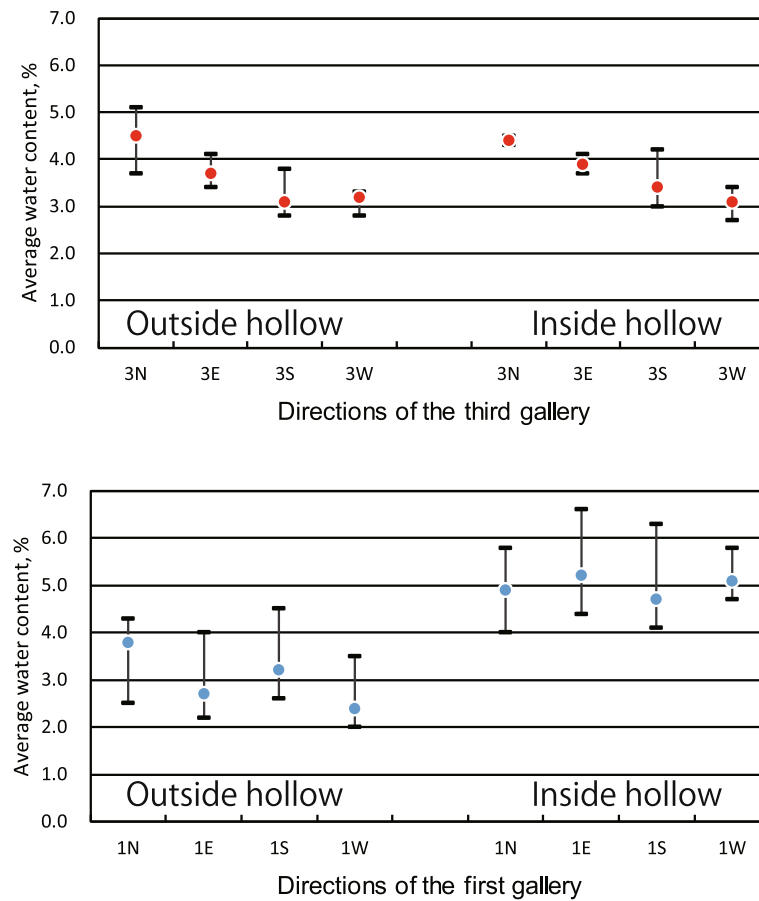 7.0
6.0
5.0
4.0
3.0
2.0
1.0
0.0
Average water content, %
Outside hollow Inside hollow
3N 3E 3S 3W 3N 3E 3S 3W
Directions of the third gallery
7.0
6.0
5.0
4.0
3.0
2.0
1.0
0.0
Average water content, %
Outside hollow Inside hollow
1N 1E 1S 1W 1N 1E 1S 1W
Directions of the first gallery